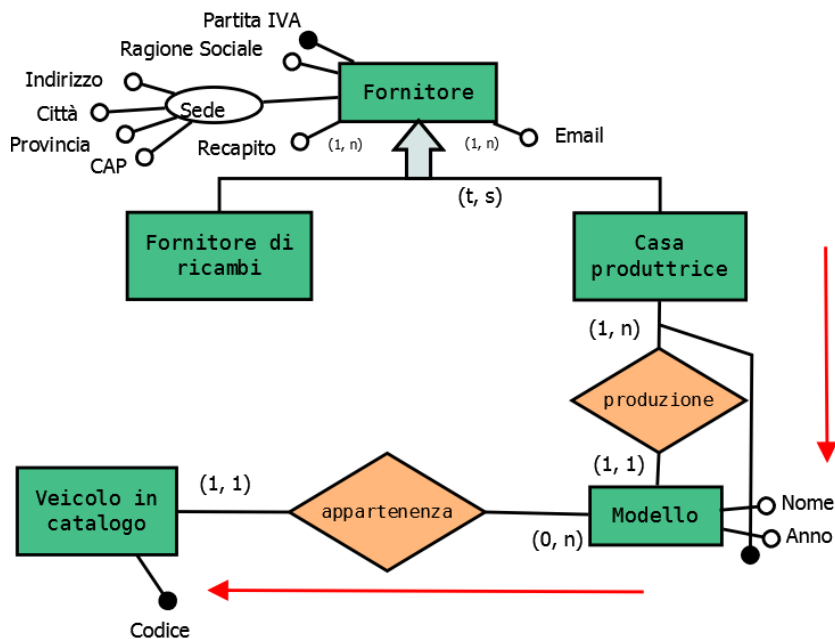 Partita IVA
Ragione Sociale
Indirizzo
Città
Provincia
CAP
Sede
Fornitore
Recapito
(1, n)
(1, n)
Email
(t, s)
Fornitore di
ricambi
Casa
produttrice
(1, n)
produzione
(1, 1)
Veicolo in
catalogo
(1, 1)
appartenenza
(0, n)
Modello
Nome
Anno
Codice